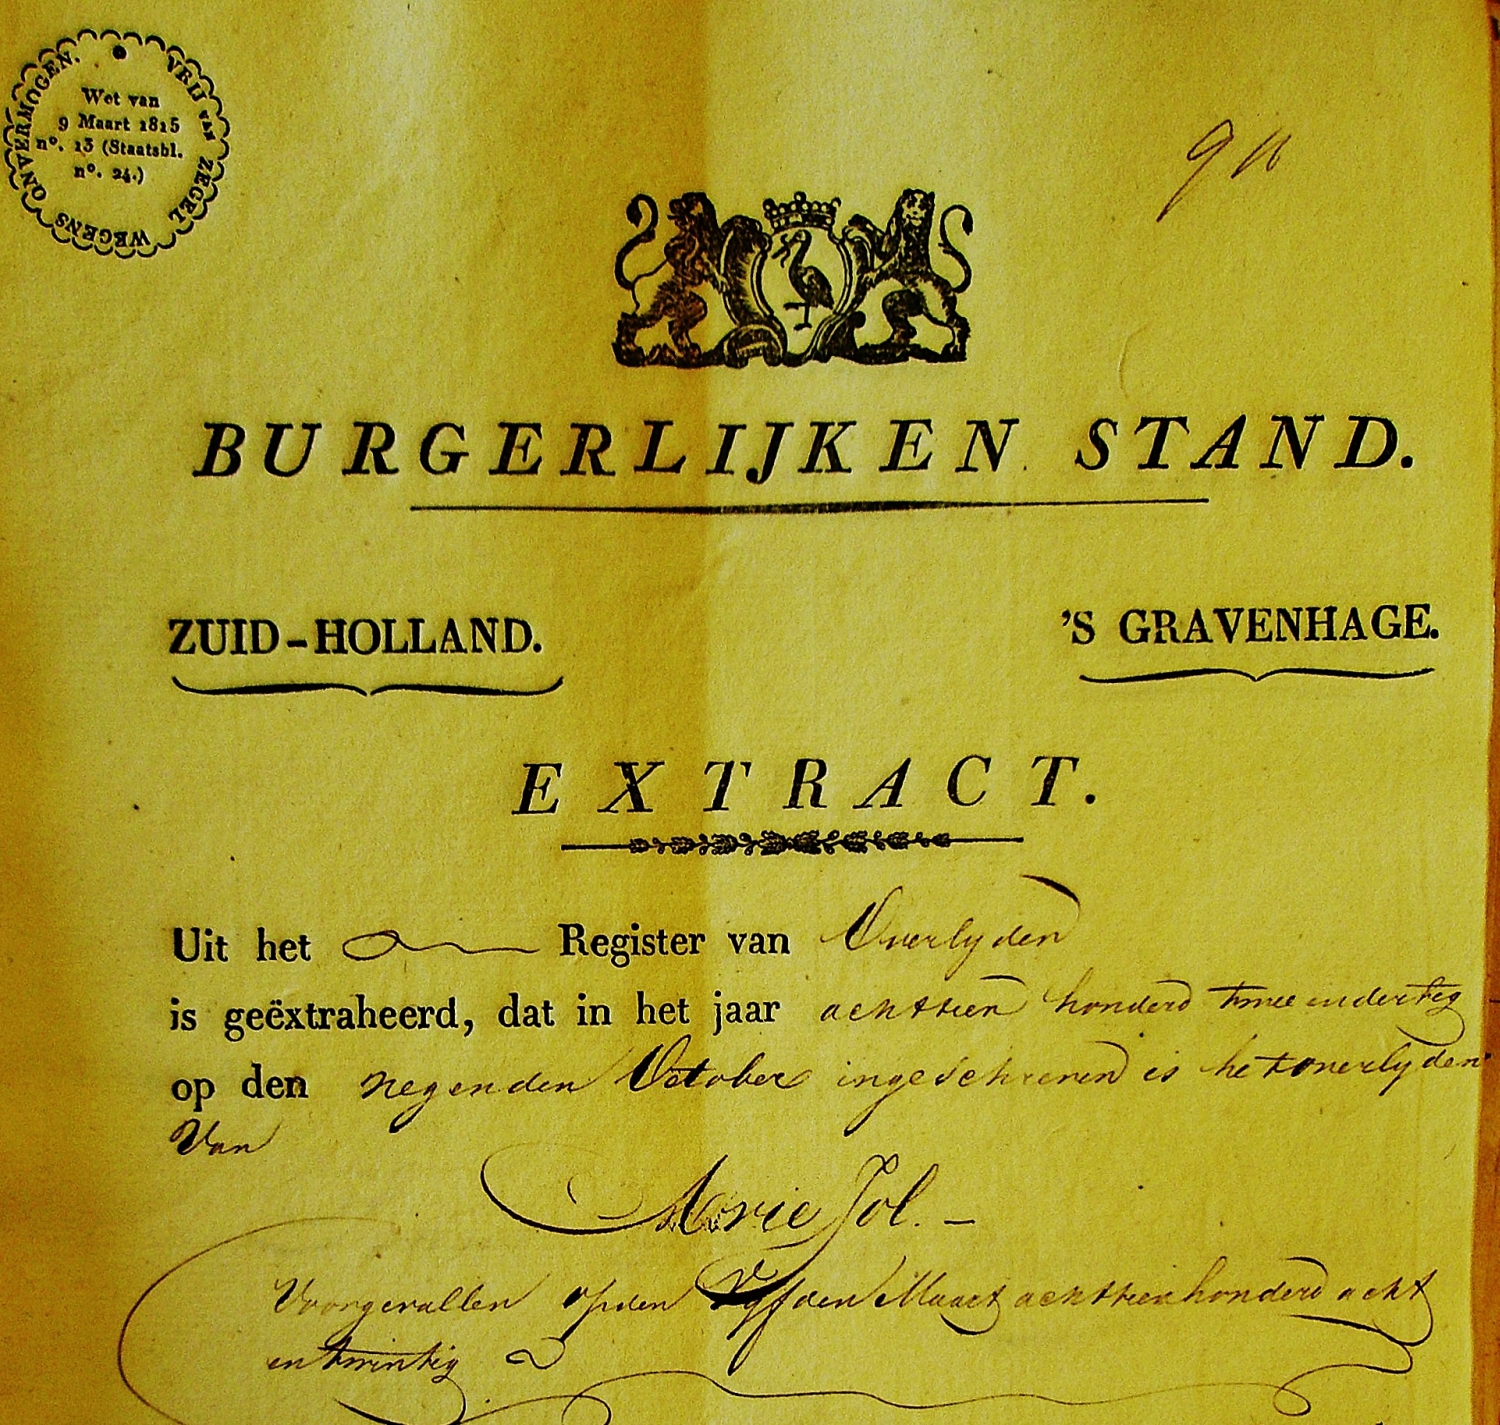 VRIJ VAN ZEGEL WEGENS ONVERMOGEN.
Wet van
9 Maart 1815
n°. 13 (Staatsbl.
n°. 24.)
BURGERLIJKEN STAND.
ZUID-HOLLAND.
'S GRAVENHAGE.
EXTRACT.
Uit het Register van Overlyden
is geëxtraheerd, dat in het jaar achttien honderd twee en dertig
op den negenden October ingeschreven is het overlyden
van
Arie Jol.
Voorgevallen op den Vyfden Maart achttien honderd acht
en twintig